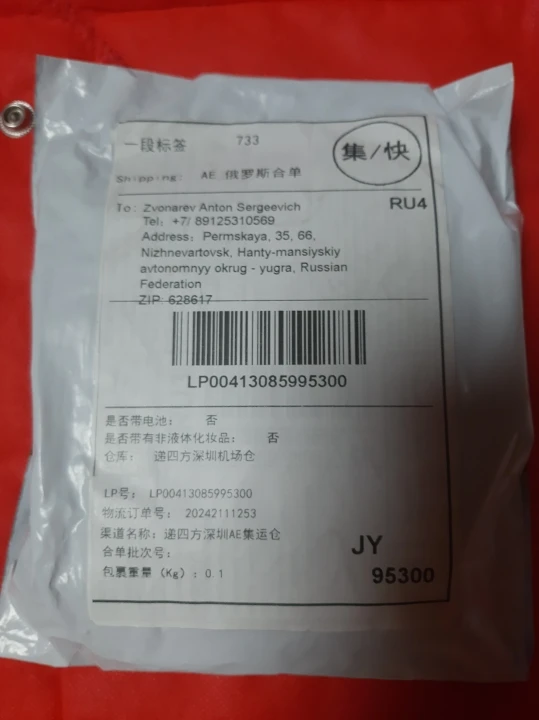 一段标签 733
集/快
Shipping: AE 俄罗斯合单
RU4
To: Zvonarev Anton Sergeevich
Tel: +7/ 89125310569
Address: Permskaya, 35, 66,
Nizhnevartovsk, Hanty-mansiyskiy
avtonomnyy okrug - yugra, Russian
Federation
ZIP: 628617
LP00413085995300
是否带电池: 否
是否带有非液体化妆品: 否
仓库: 递四方深圳机场仓
LP号: LP00413085995300
物流订单号: 20242111253
渠道名称: 递四方深圳AE集运仓
合单批次号:
包裹重量 (Kg) : 0.1
JY
95300